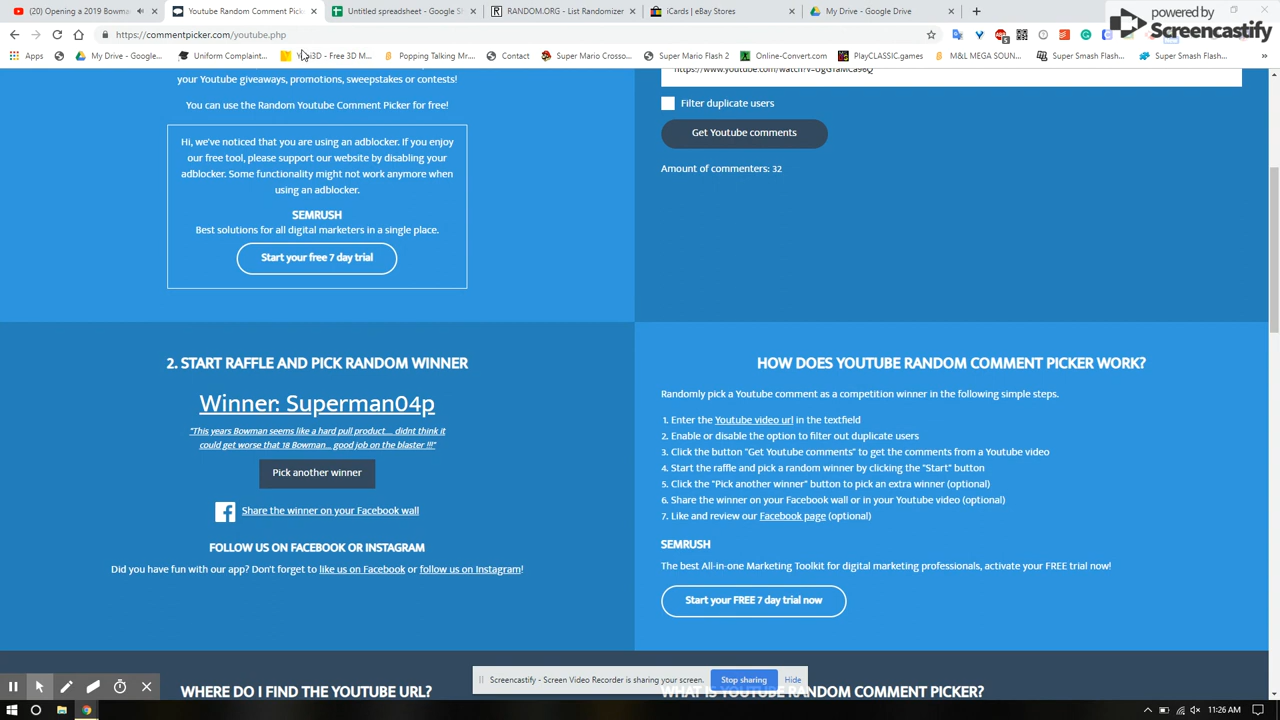 (20) Opening a 2019 Bowma
Youtube Random Comment Pick
Untitled spreadsheet - Google S
RANDOM.ORG - List Randomizer
iCards | eBay Stores
My Drive - Google Drive
powered by
Screencastify
https://commentpicker.com/youtube.php
Apps
My Drive - Google...
Uniform Complaint...
3D - Free 3D M...
Popping Talking Mr....
Contact
Super Mario Crosso...
Super Mario Flash 2
Online-Convert.com
PlayCLASSIC.games
M&L MEGA SOUN...
Super Smash Flash...
Super Smash Flash...
your Youtube giveaways, promotions, sweepstakes or contests!
You can use the Random Youtube Comment Picker for free!
Hi, we've noticed that you are using an adblocker. If you enjoy
our free tool, please support our website by disabling your
adblocker. Some functionality might not work anymore when
using an adblocker.
SEMRUSH
Best solutions for all digital marketers in a single place.
Start your free 7 day trial
Filter duplicate users
Get Youtube comments
Amount of commenters: 32
2. START RAFFLE AND PICK RANDOM WINNER
Winner: Superman04p
"This years Bowman seems like a hard pull product.... didnt think it
could get worse that 18 Bowman... good job on the blaster !!!"
Pick another winner
Share the winner on your Facebook wall
FOLLOW US ON FACEBOOK OR INSTAGRAM
Did you have fun with our app? Don't forget to like us on Facebook or follow us on Instagram!
HOW DOES YOUTUBE RANDOM COMMENT PICKER WORK?
Randomly pick a Youtube comment as a competition winner in the following simple steps.
1. Enter the Youtube video url in the textfield
2. Enable or disable the option to filter out duplicate users
3. Click the button "Get Youtube comments" to get the comments from a Youtube video
4. Start the raffle and pick a random winner by clicking the "Start" button
5. Click the "Pick another winner" button to pick an extra winner (optional)
6. Share the winner on your Facebook wall or in your Youtube video (optional)
7. Like and review our Facebook page (optional)
SEMRUSH
The best All-in-one Marketing Toolkit for digital marketing professionals, activate your FREE trial now!
Start your FREE 7 day trial now
Screencastify - Screen Video Recorder is sharing your screen.
Stop sharing
Hide
WHERE DO I FIND THE YOUTUBE URL?
WHAT IS YOUTUBE RANDOM COMMENT PICKER?
11:26 AM